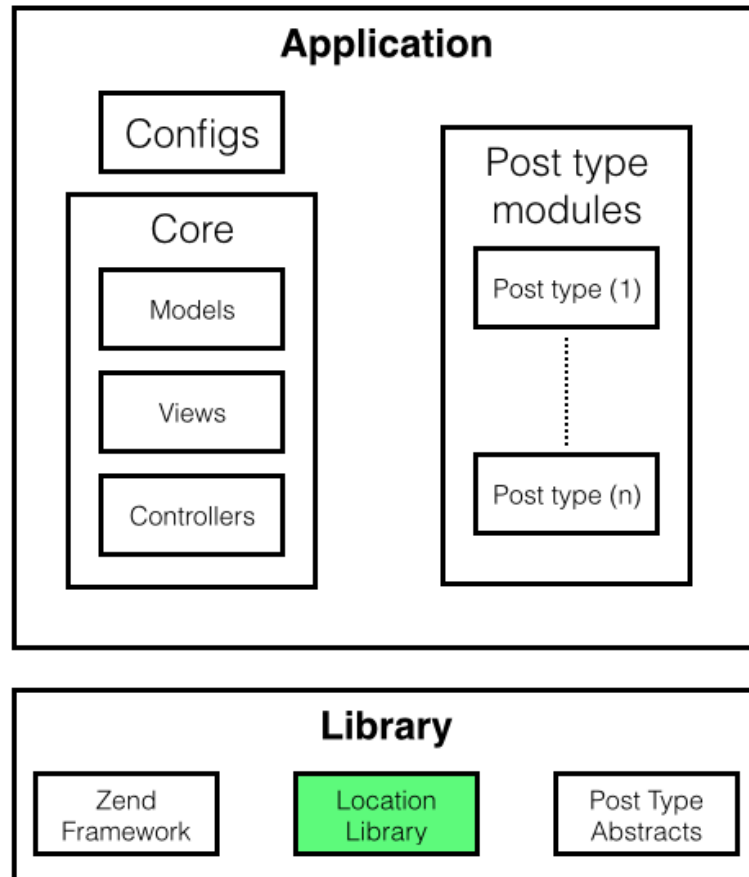 Application
Configs
Core
Models
Views
Controllers
Post type
modules
Post type (1)
Post type (n)
Library
Zend
Framework
Location
Library
Post Type
Abstracts